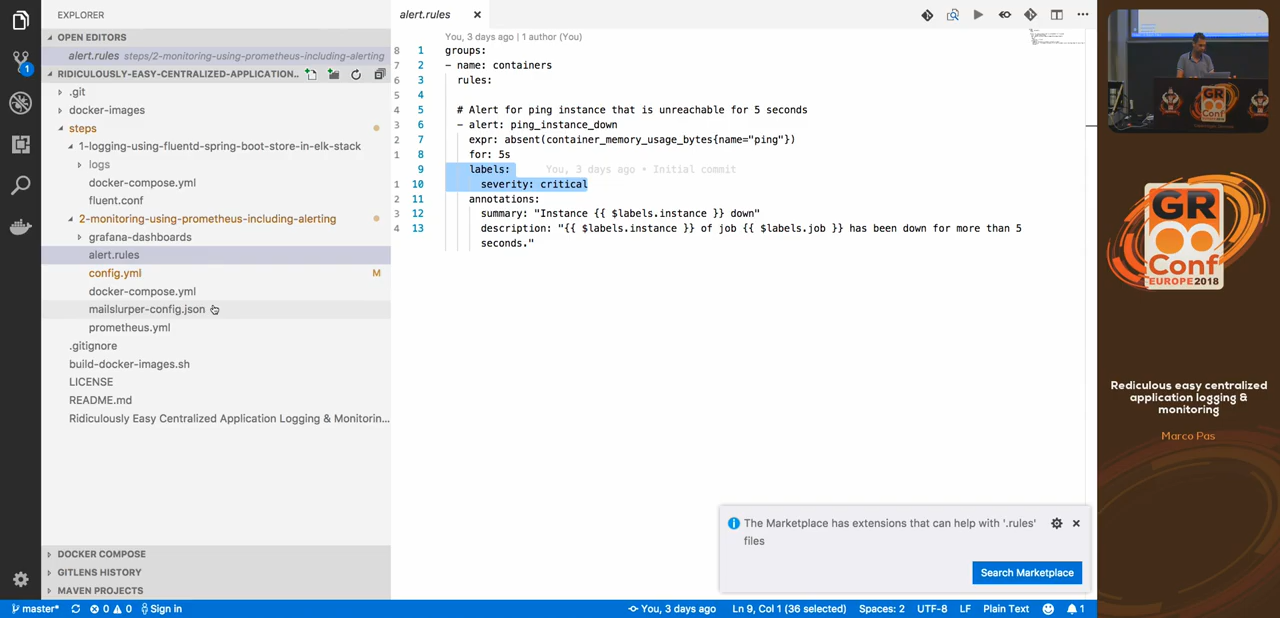 EXPLORER
OPEN EDITORS
alert.rules steps/2-monitoring-using-prometheus-including-alerting
RIDICULOUSLY-EASY-CENTRALIZED-APPLICATION..
.git
docker-images
steps
1-logging-using-fluentd-spring-boot-store-in-elk-stack
logs
docker-compose.yml
fluent.conf
2-monitoring-using-prometheus-including-alerting
grafana-dashboards
alert.rules
config.yml M
docker-compose.yml
mailslurper-config.json
prometheus.yml
.gitignore
build-docker-images.sh
LICENSE
README.md
Ridiculously Easy Centralized Application Logging & Monitorin...
DOCKER COMPOSE
GITLENS HISTORY
MAVEN PROJECTS
1
alert.rules
You, 3 days ago | 1 author (You)
8 1 groups:
7 2 - name: containers
6 3 rules:
5 4
4 5 # Alert for ping instance that is unreachable for 5 seconds
3 6 - alert: ping_instance_down
2 7 expr: absent(container_memory_usage_bytes{name="ping"})
1 8 for: 5s
9 labels: You, 3 days ago • Initial commit
1 10 severity: critical
2 11 annotations:
3 12 summary: "Instance {{ $labels.instance }} down"
4 13 description: "{{ $labels.instance }} of job {{ $labels.job }} has been down for more than 5
seconds."
The Marketplace has extensions that can help with '.rules'
files
Search Marketplace
master* 0 0 Sign in You, 3 days ago Ln 9, Col 1 (36 selected) Spaces: 2 UTF-8 LF Plain Text 1
GR
Conf
GR
Conf
EUROPE2018
Rediculous easy centralized
application logging &
monitoring
Marco Pas